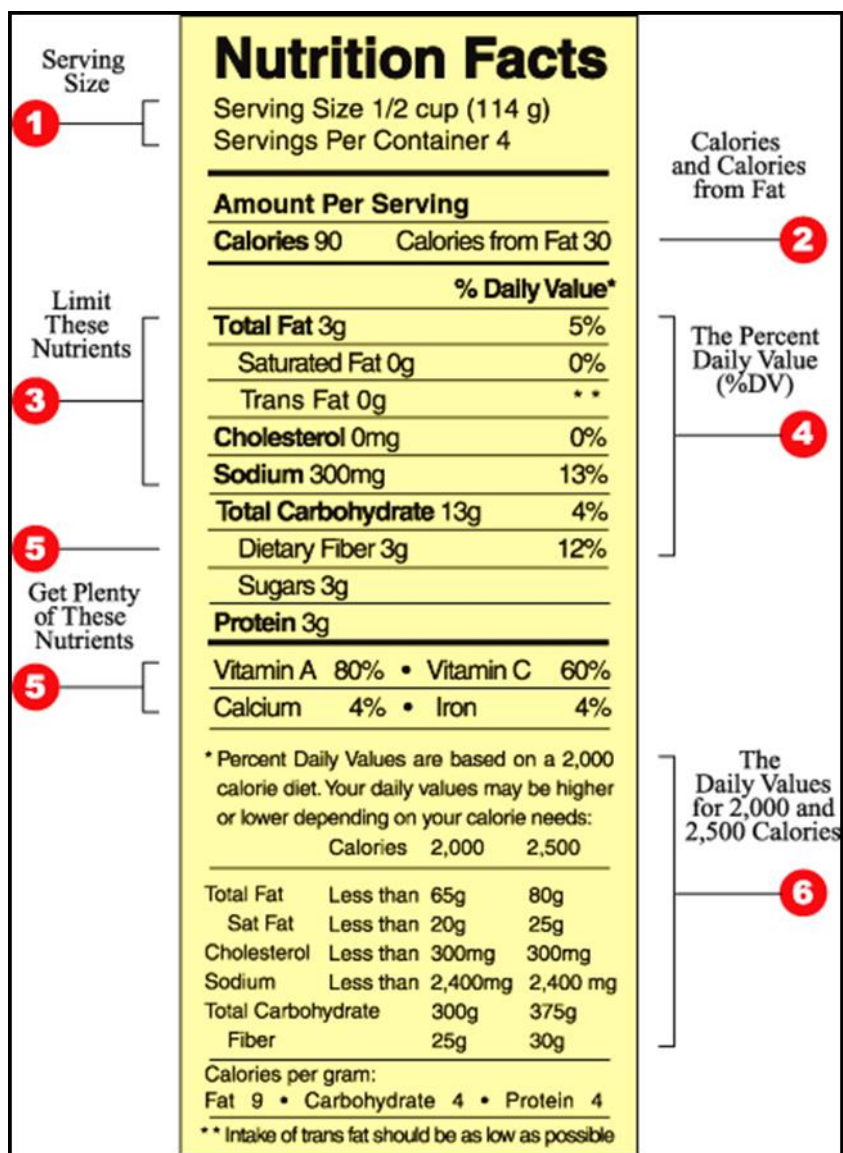 Serving
Size
1
Nutrition Facts
Serving Size 1/2 cup (114 g)
Servings Per Container 4
Calories
and Calories
from Fat
2
Amount Per Serving
Calories 90 Calories from Fat 30
% Daily Value*
Limit
These
Nutrients
3
Total Fat 3g 5%
Saturated Fat 0g 0%
Trans Fat 0g * *
Cholesterol 0mg 0%
Sodium 300mg 13%
Total Carbohydrate 13g 4%
Dietary Fiber 3g 12%
Sugars 3g
Protein 3g
The Percent
Daily Value
(%DV)
4
5
Get Plenty
of These
Nutrients
5
Vitamin A 80% • Vitamin C 60%
Calcium 4% • Iron 4%
* Percent Daily Values are based on a 2,000
calorie diet. Your daily values may be higher
or lower depending on your calorie needs:
Calories 2,000 2,500
Total Fat Less than 65g 80g
Sat Fat Less than 20g 25g
Cholesterol Less than 300mg 300mg
Sodium Less than 2,400mg 2,400 mg
Total Carbohydrate 300g 375g
Fiber 25g 30g
The
Daily Values
for 2,000 and
2,500 Calories
6
Calories per gram:
Fat 9 • Carbohydrate 4 • Protein 4
* * Intake of trans fat should be as low as possible